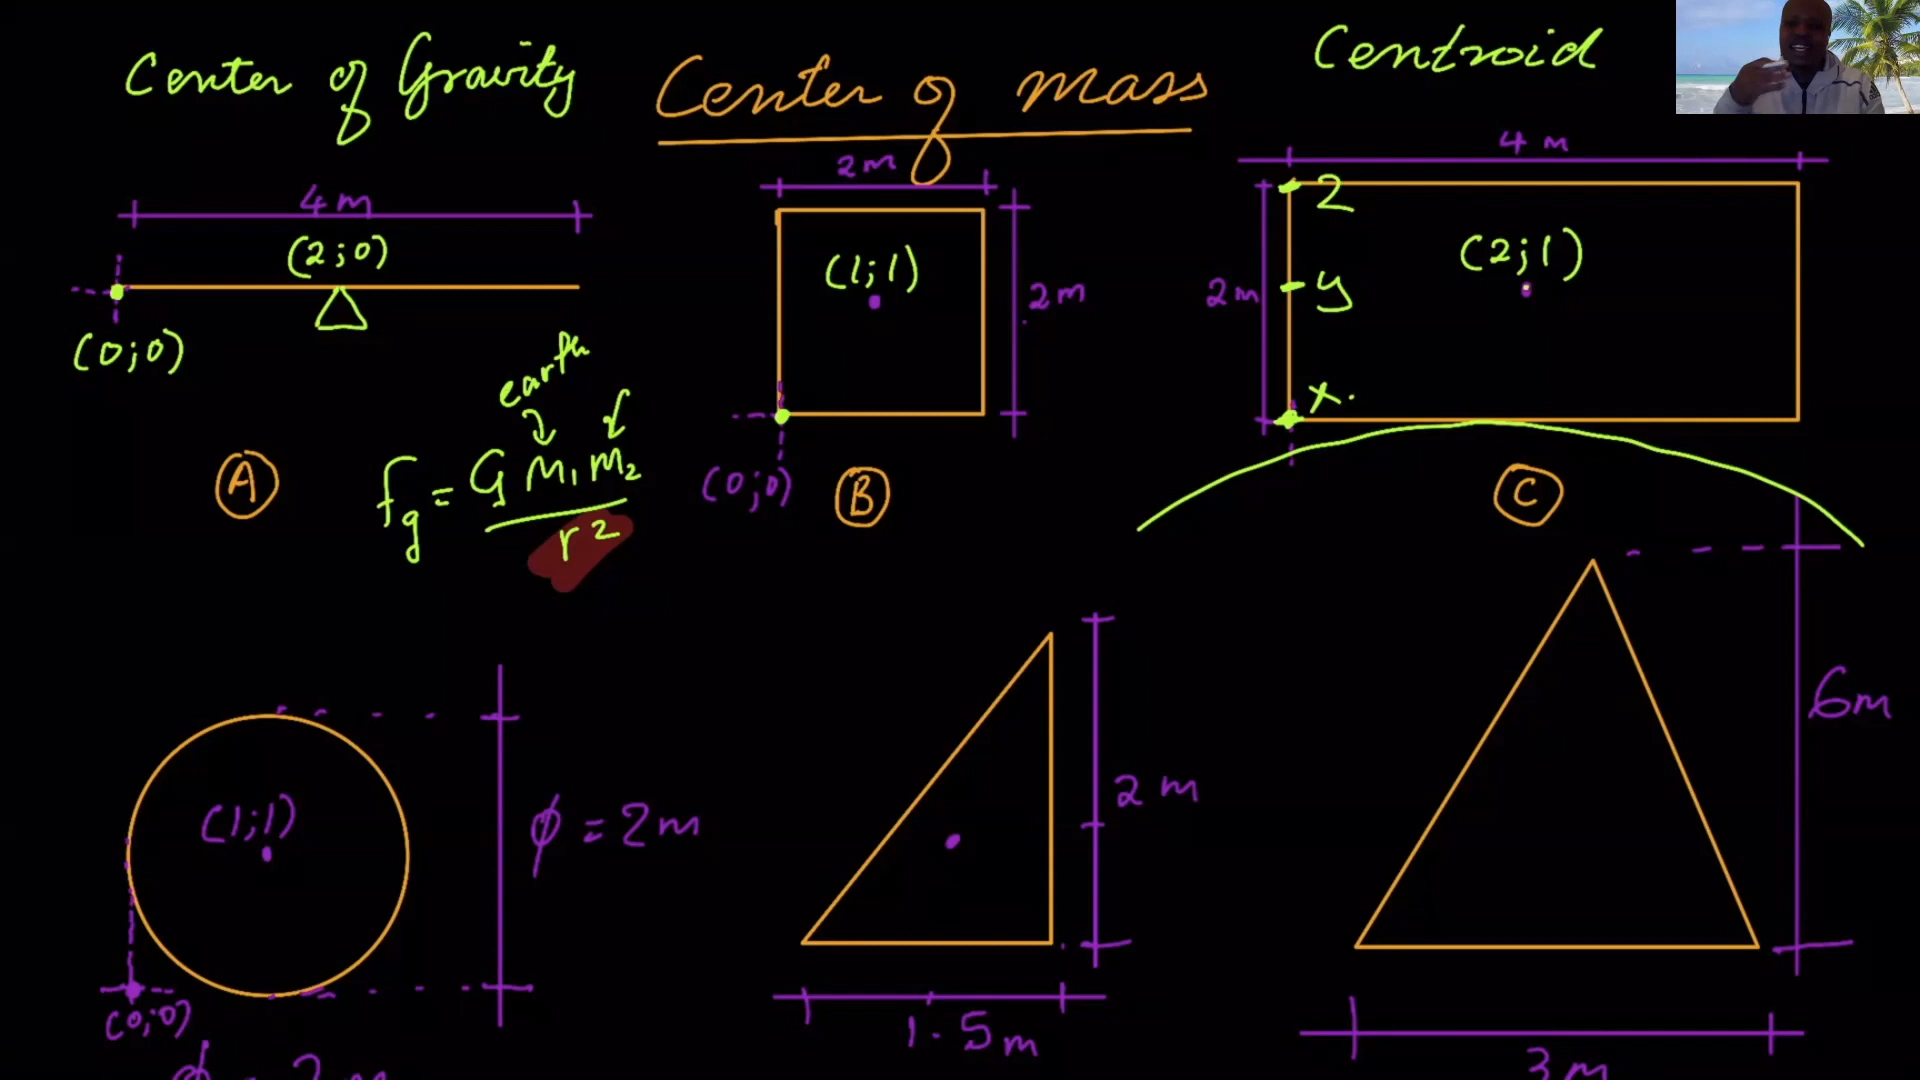 Center of Gravity
Center of mass
Centroid
4 m
(2;0)
(0;0)
A
earth
fg = G M₁ M₂
r²
2m
(1;1)
2m
(0;0)
B
4 m
2
(2;1)
2m
y
x.
C
(1;1)
ϕ = 2m
(0;0)
2 m
1.5m
6m
3m